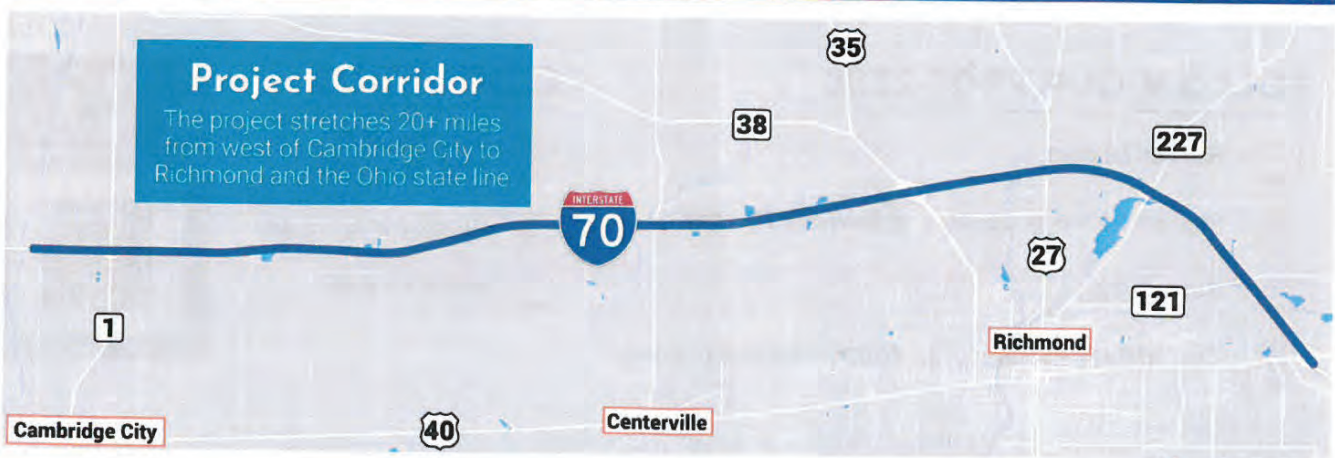 Project Corridor
The project stretches 20+ miles
from west of Cambridge City to
Richmond and the Ohio state line
35
38
227
INTERSTATE
70
27
1
121
Richmond
Cambridge City
40
Centerville